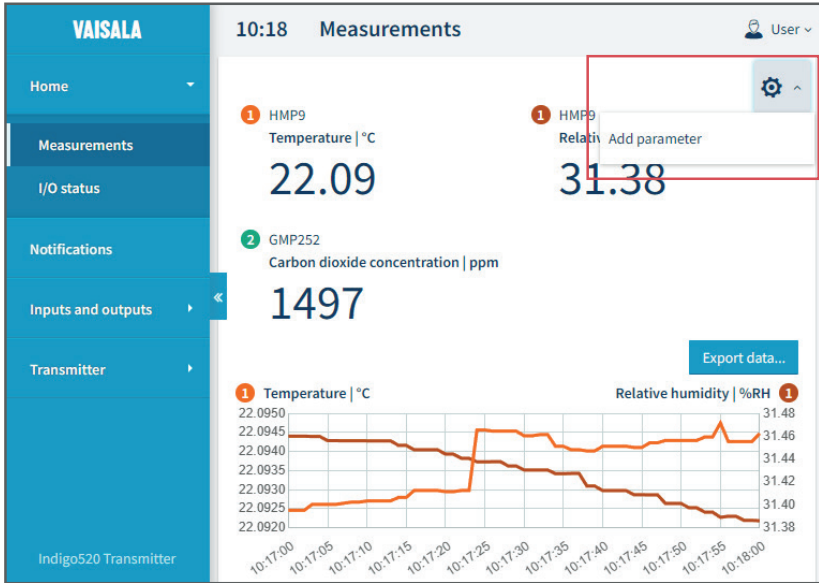 VAISALA
10:18 Measurements
User
Home
Measurements
I/O status
Notifications
Inputs and outputs
Transmitter
Indigo520 Transmitter
Add parameter
1 HMP9
Temperature | °C
22.09
1 HMP9
Relativ
31.38
2 GMP252
Carbon dioxide concentration | ppm
1497
Export data...
1 Temperature | °C
Relative humidity | %RH 1
22.0950
22.0945
22.0940
22.0935
22.0930
22.0925
22.0920
31.48
31.46
31.44
31.42
31.40
31.38
10:17:00 10:17:05 10:17:10 10:17:15 10:17:20 10:17:25 10:17:30 10:17:35 10:17:40 10:17:45 10:17:50 10:17:55 10:18:00